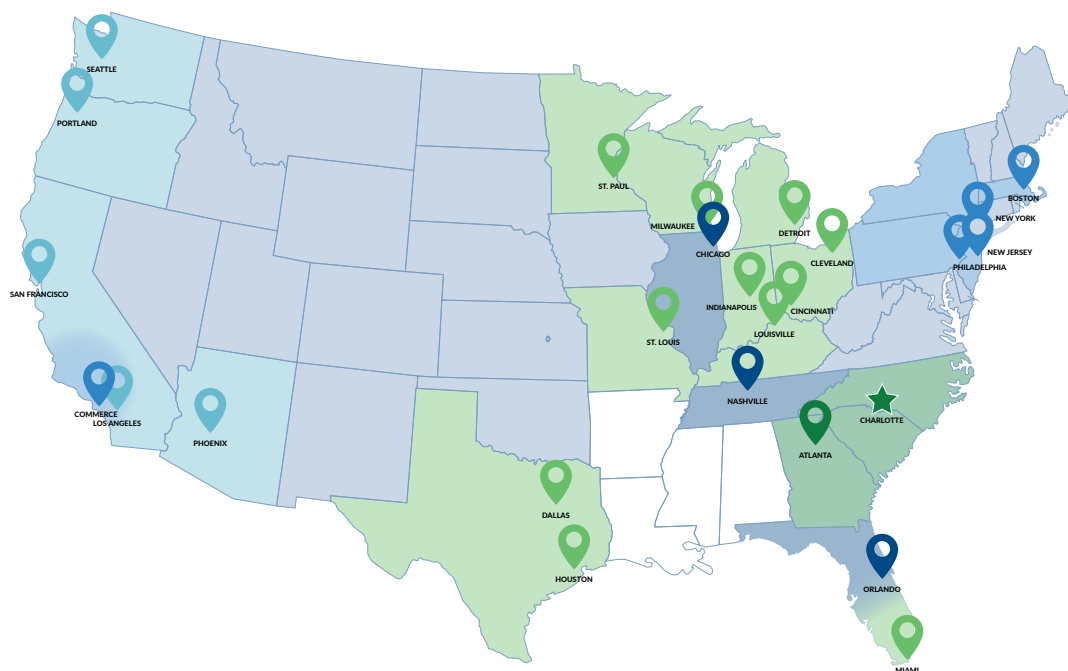 SEATTLE
PORTLAND
ST. PAUL
BOSTON
NEW YORK
MILWAUKEE
DETROIT
CHICAGO
CLEVELAND
NEW JERSEY
PHILADELPHIA
SAN FRANCISCO
INDIANAPOLIS
CINCINNATI
LOUISVILLE
ST. LOUIS
NASHVILLE
COMMERCE
LOS ANGELES
CHARLOTTE
PHOENIX
ATLANTA
DALLAS
HOUSTON
ORLANDO
MIAMI